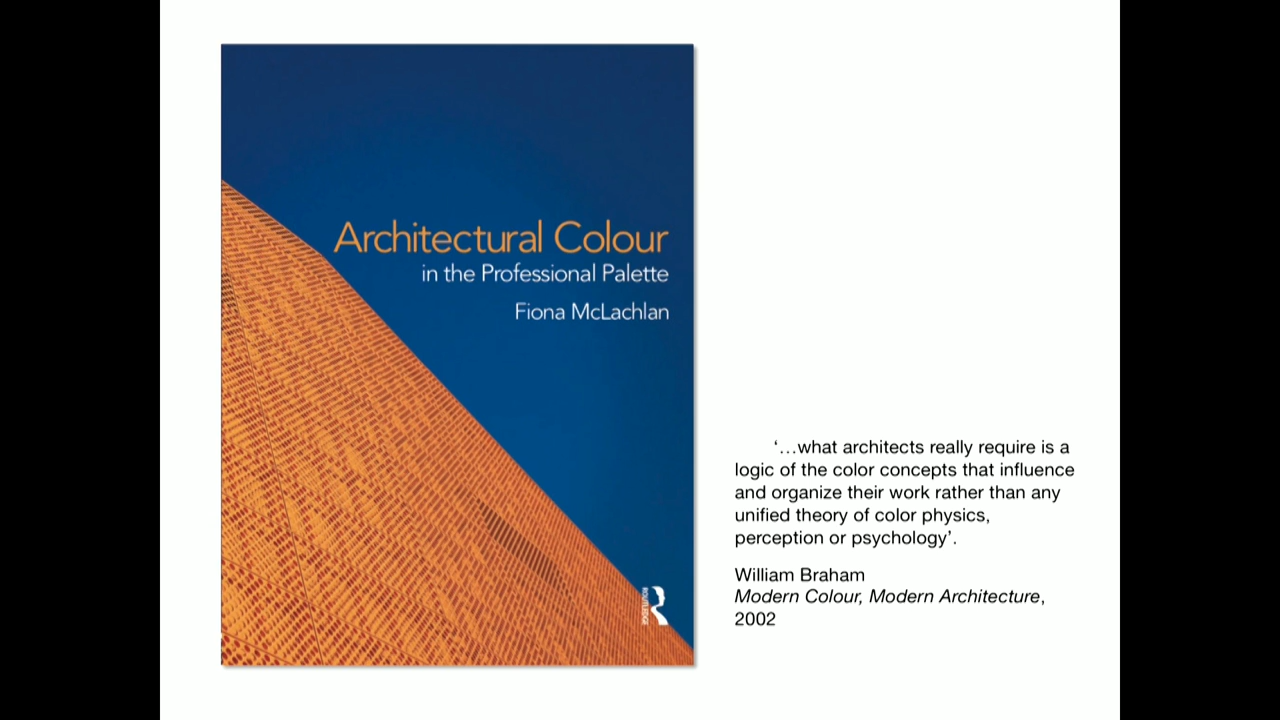 Architectural Colour
in the Professional Palette
Fiona McLachlan
ROUTLEDGE
‘…what architects really require is a
logic of the color concepts that influence
and organize their work rather than any
unified theory of color physics,
perception or psychology’.
William Braham
Modern Colour, Modern Architecture,
2002